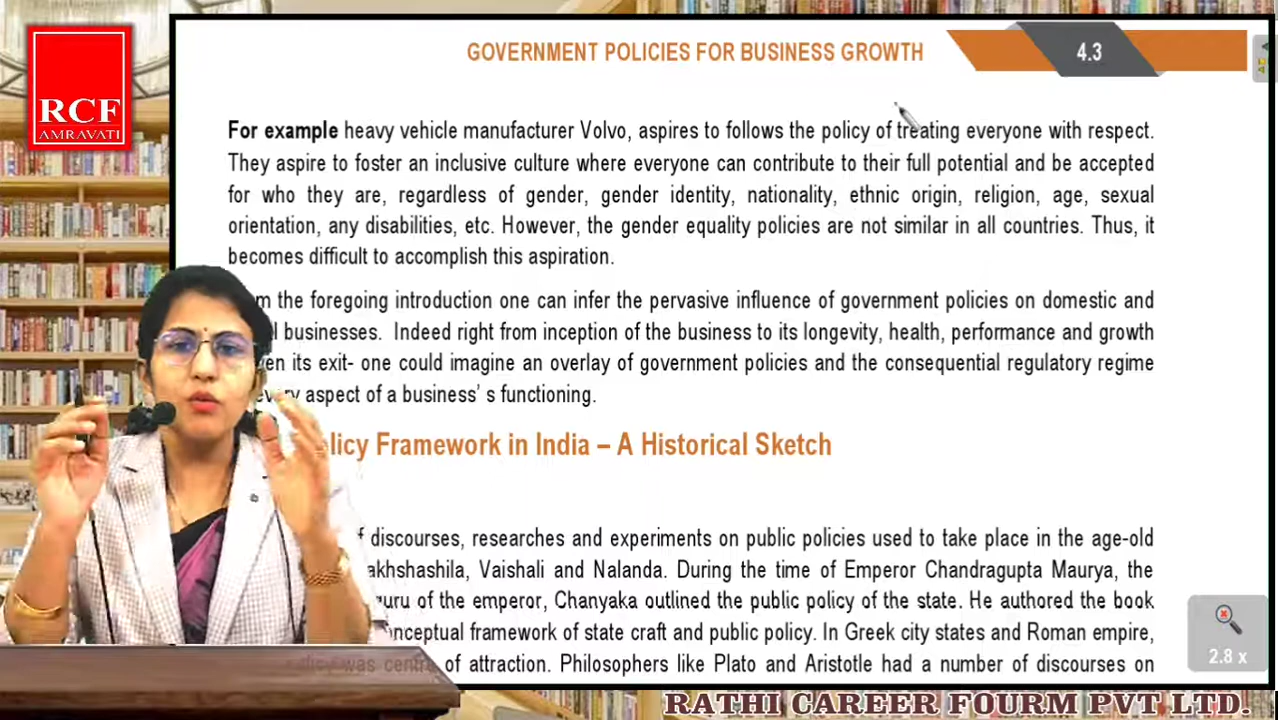 RCF
AMRAVATI
GOVERNMENT POLICIES FOR BUSINESS GROWTH
4.3
For example heavy vehicle manufacturer Volvo, aspires to follows the policy of treating everyone with respect.
They aspire to foster an inclusive culture where everyone can contribute to their full potential and be accepted
for who they are, regardless of gender, gender identity, nationality, ethnic origin, religion, age, sexual
orientation, any disabilities, etc. However, the gender equality policies are not similar in all countries. Thus, it
becomes difficult to accomplish this aspiration.
the foregoing introduction one can infer the pervasive influence of government policies on domestic and
businesses. Indeed right from inception of the business to its longevity, health, performance and growth
its exit- one could imagine an overlay of government policies and the consequential regulatory regime
every aspect of a business' s functioning.
Framework in India – A Historical Sketch
discourses, researches and experiments on public policies used to take place in the age-old
Vaishali and Nalanda. During the time of Emperor Chandragupta Maurya, the
guru of the emperor, Chanyaka outlined the public policy of the state. He authored the book
framework of state craft and public policy. In Greek city states and Roman empire,
was of attraction. Philosophers like Plato and Aristotle had a number of discourses on
2.8 x
RATHI CAREER FOURM PVT LTD.